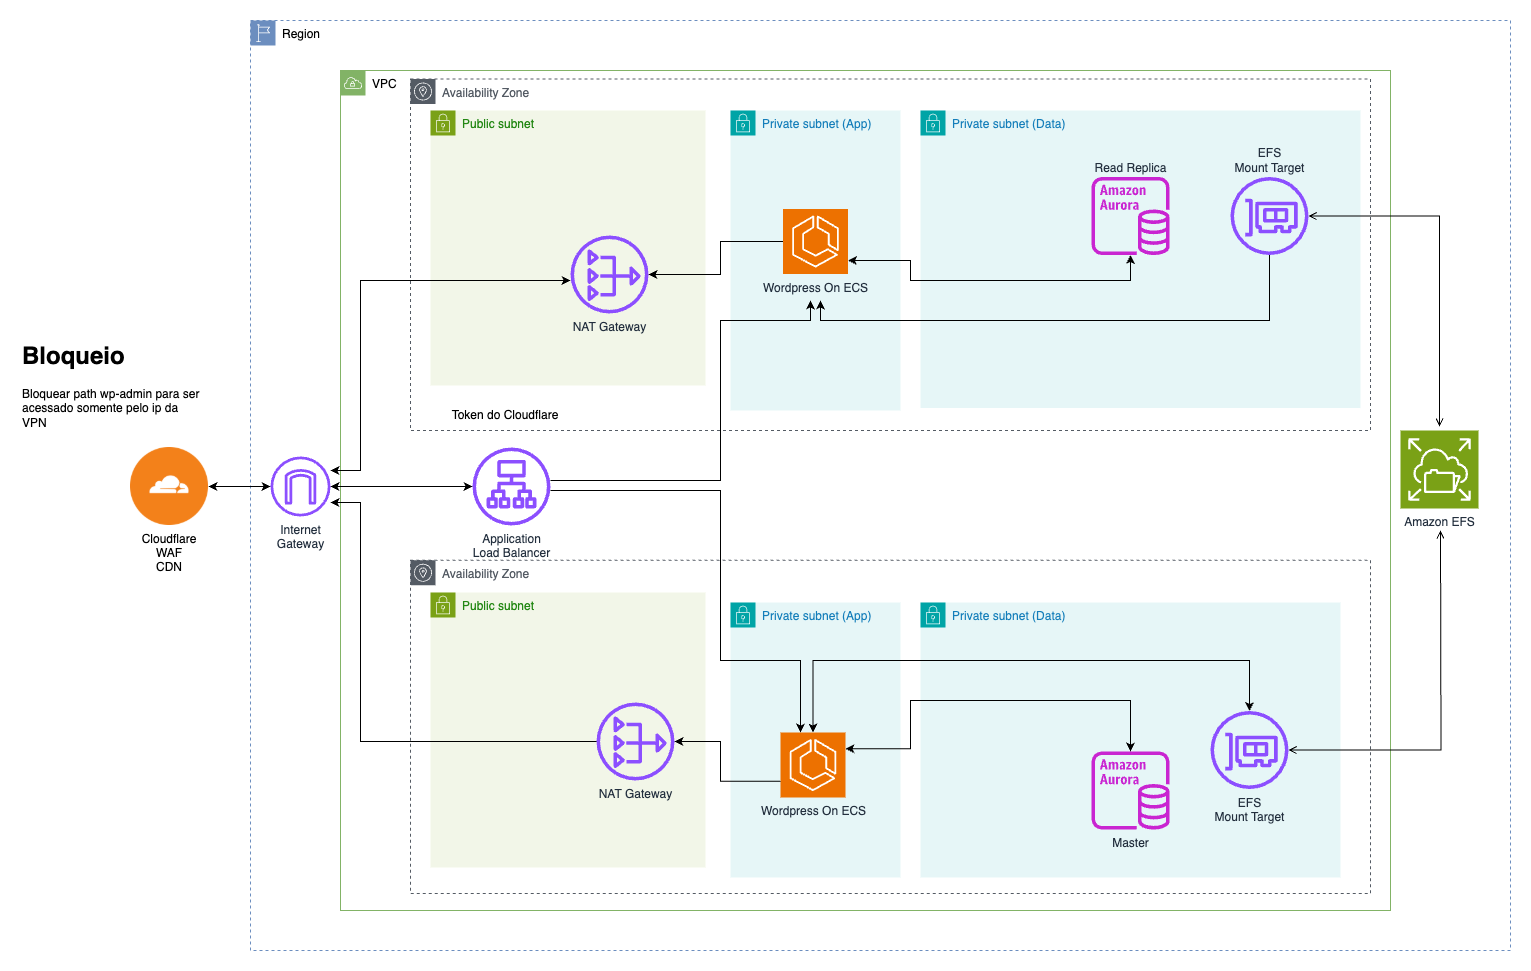 Region
VPC
Availability Zone
Public subnet
Private subnet (App)
Private subnet (Data)
EFS
Mount Target
Read Replica
Amazon
Aurora
Wordpress On ECS
NAT Gateway
Bloqueio
Bloquear path wp-admin para ser
acessado somente pelo ip da
VPN
Token do Cloudflare
Cloudflare
WAF
CDN
Internet
Gateway
Application
Load Balancer
Amazon EFS
Availability Zone
Public subnet
Private subnet (App)
Private subnet (Data)
NAT Gateway
Wordpress On ECS
Amazon
Aurora
Master
EFS
Mount Target